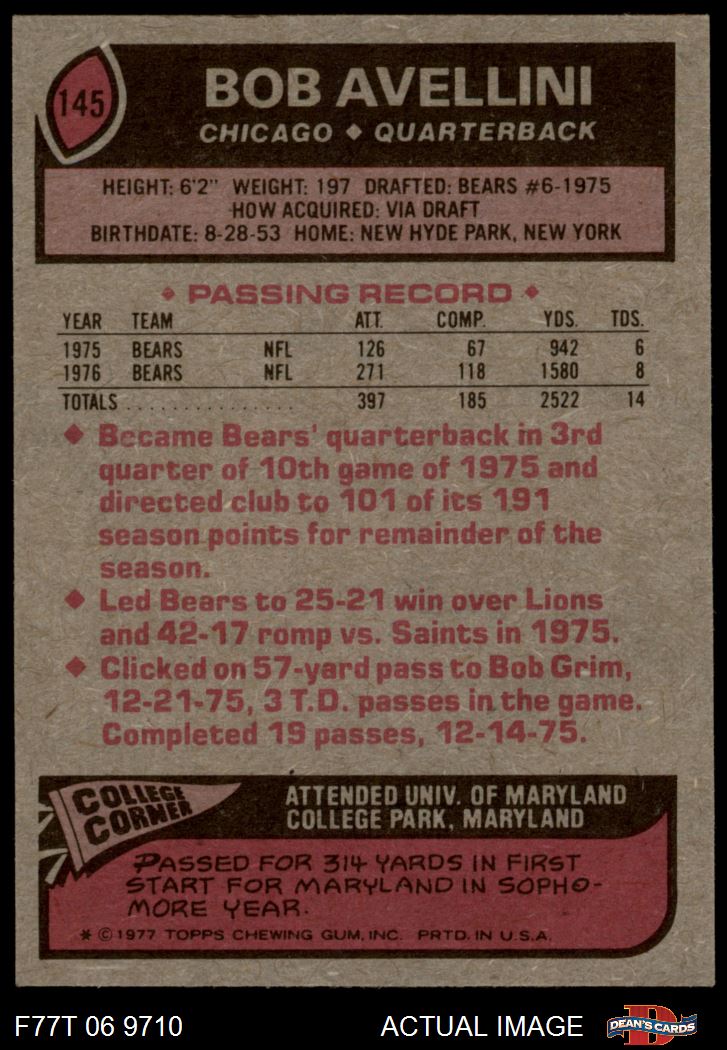 145
BOB AVELLINI
CHICAGO ◆ QUARTERBACK
HEIGHT: 6'2" WEIGHT: 197 DRAFTED: BEARS #6-1975
HOW ACQUIRED: VIA DRAFT
BIRTHDATE: 8-28-53 HOME: NEW HYDE PARK, NEW YORK
◆ PASSING RECORD ◆
YEAR TEAM ATT. COMP. YDS. TDS.
1975 BEARS NFL 126 67 942 6
1976 BEARS NFL 271 118 1580 8
TOTALS . . . . . . . . . . . . . . . . 397 185 2522 14
◆ Became Bears' quarterback in 3rd
quarter of 10th game of 1975 and
directed club to 101 of its 191
season points for remainder of the
season.
◆ Led Bears to 25-21 win over Lions
and 42-17 romp vs. Saints in 1975.
◆ Clicked on 57-yard pass to Bob Grim,
12-21-75, 3 T.D. passes in the game.
Completed 19 passes, 12-14-75.
COLLEGE
CORNER
ATTENDED UNIV. OF MARYLAND
COLLEGE PARK, MARYLAND
PASSED FOR 314 YARDS IN FIRST
START FOR MARYLAND IN SOPHO-
MORE YEAR.
* © 1977 TOPPS CHEWING GUM, INC. PRTD. IN U.S.A.
F77T 06 9710
ACTUAL IMAGE
D
DEAN'S CARDS